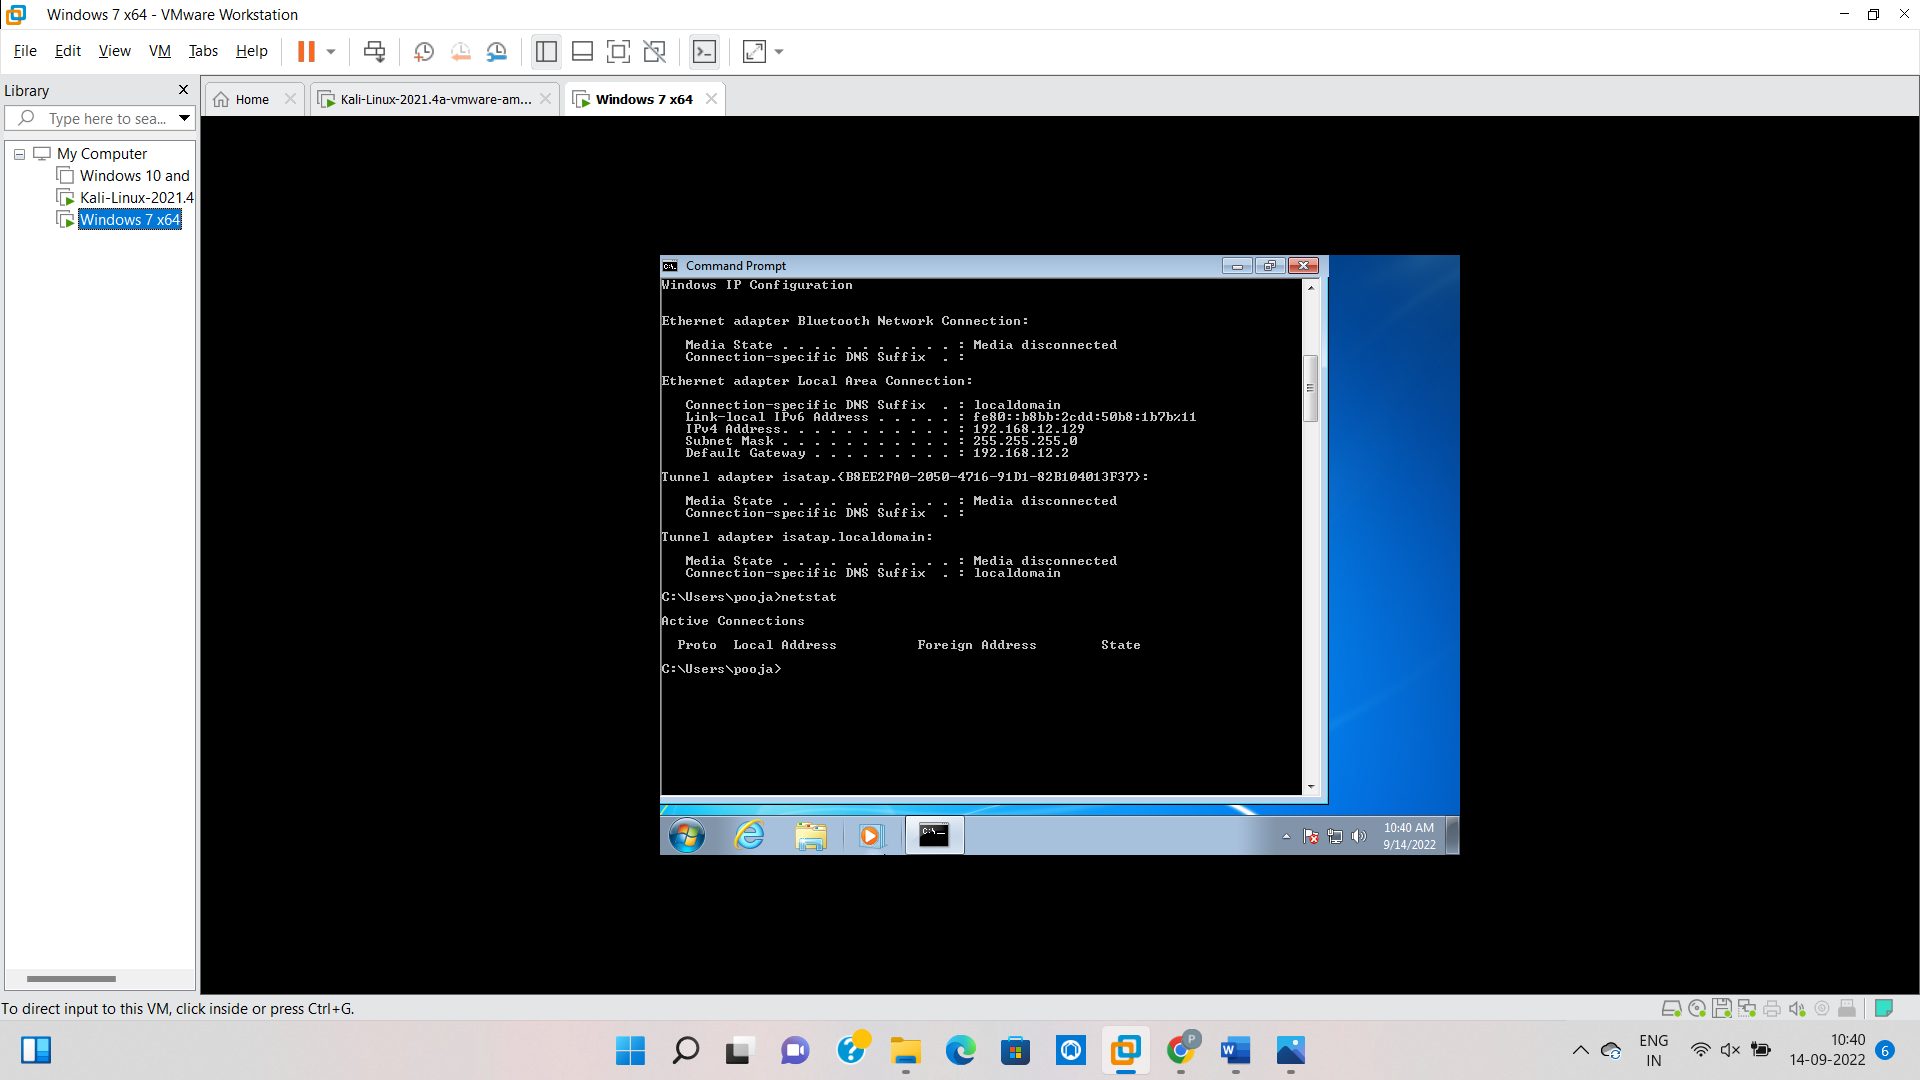 Windows 7 x64 - VMware Workstation
File Edit View VM Tabs Help
Library
Home
Kali-Linux-2021.4a-vmware-am...
Windows 7 x64
Type here to sea...
My Computer
Windows 10 and
Kali-Linux-2021.4
Windows 7 x64
Command Prompt
Windows IP Configuration
Ethernet adapter Bluetooth Network Connection:
Media State . . . . . . . . . . . : Media disconnected
Connection-specific DNS Suffix . :
Ethernet adapter Local Area Connection:
Connection-specific DNS Suffix . : localdomain
Link-local IPv6 Address . . . . . : fe80::b8bb:2cdd:50b8:1b7b%11
IPv4 Address. . . . . . . . . . . : 192.168.12.129
Subnet Mask . . . . . . . . . . . : 255.255.255.0
Default Gateway . . . . . . . . . : 192.168.12.2
Tunnel adapter isatap.{B8EE2FA0-2050-4716-91D1-82B104013F37}:
Media State . . . . . . . . . . . : Media disconnected
Connection-specific DNS Suffix . :
Tunnel adapter isatap.localdomain:
Media State . . . . . . . . . . . : Media disconnected
Connection-specific DNS Suffix . : localdomain
C:\Users\pooja>netstat
Active Connections
Proto Local Address Foreign Address State
C:\Users\pooja>
10:40 AM
9/14/2022
To direct input to this VM, click inside or press Ctrl+G.
P
ENG
IN
10:40
14-09-2022
6